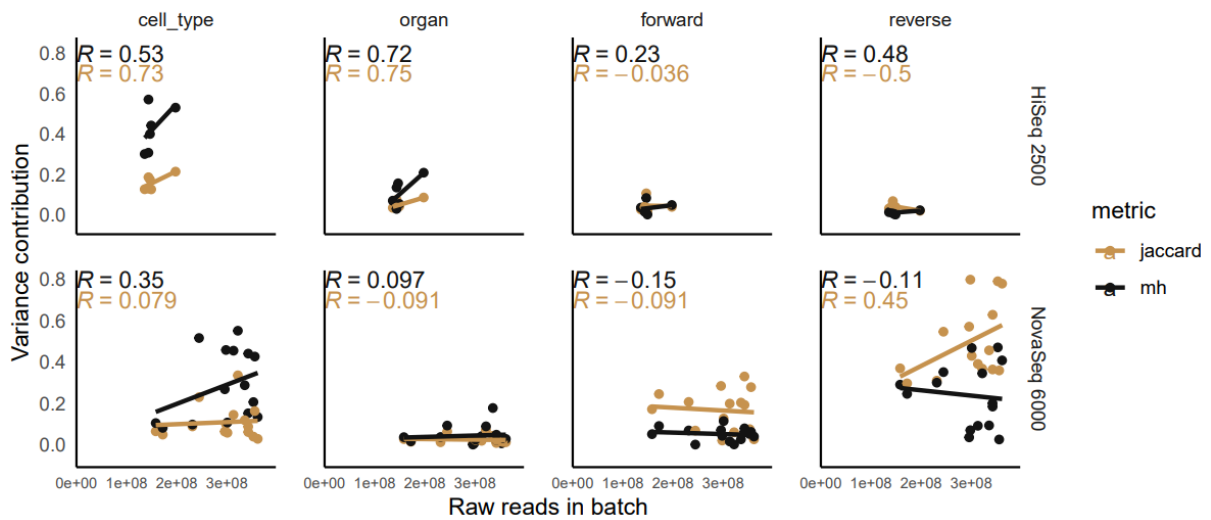 cell_type organ forward reverse
0.8
0.6
0.4
0.2
0.0
R = 0.53
R = 0.73
R = 0.72
R = 0.75
R = 0.23
R = −0.036
R = 0.48
R = −0.5
HiSeq 2500
0.8
0.6
0.4
0.2
0.0
R = 0.35
R = 0.079
R = 0.097
R = −0.091
R = −0.15
R = −0.091
R = −0.11
R = 0.45
NovaSeq 6000
Variance contribution
0e+00 1e+08 2e+08 3e+08 0e+00 1e+08 2e+08 3e+08 0e+00 1e+08 2e+08 3e+08 0e+00 1e+08 2e+08 3e+08
Raw reads in batch
metric
a jaccard
a mh